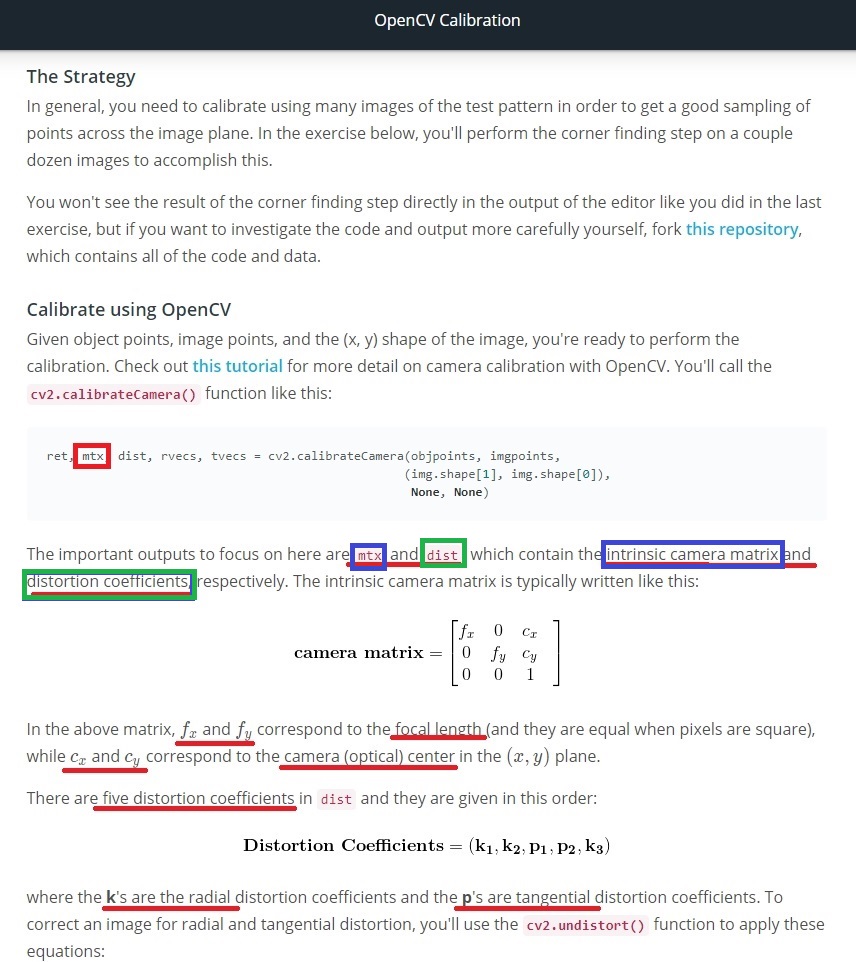 OpenCV Calibration
The Strategy
In general, you need to calibrate using many images of the test pattern in order to get a good sampling of
points across the image plane. In the exercise below, you'll perform the corner finding step on a couple
dozen images to accomplish this.
You won't see the result of the corner finding step directly in the output of the editor like you did in the last
exercise, but if you want to investigate the code and output more carefully yourself, fork this repository,
which contains all of the code and data.
Calibrate using OpenCV
Given object points, image points, and the (x, y) shape of the image, you're ready to perform the
calibration. Check out this tutorial for more detail on camera calibration with OpenCV. You'll call the
cv2.calibrateCamera() function like this:
ret, mtx dist, rvecs, tvecs = cv2.calibrateCamera(objpoints, imgpoints,
(img.shape[1], img.shape[0]),
None, None)
The important outputs to focus on here are mtx and dist which contain the intrinsic camera matrix and
distortion coefficients, respectively. The intrinsic camera matrix is typically written like this:
camera matrix = [ f_x 0 c_x
0 f_y c_y
0 0 1 ]
In the above matrix, f_x and f_y correspond to the focal length (and they are equal when pixels are square),
while c_x and c_y correspond to the camera (optical) center in the (x, y) plane.
There are five distortion coefficients in dist and they are given in this order:
Distortion Coefficients = (k₁, k₂, p₁, p₂, k₃)
where the k's are the radial distortion coefficients and the p's are tangential distortion coefficients. To
correct an image for radial and tangential distortion, you'll use the cv2.undistort() function to apply these
equations: